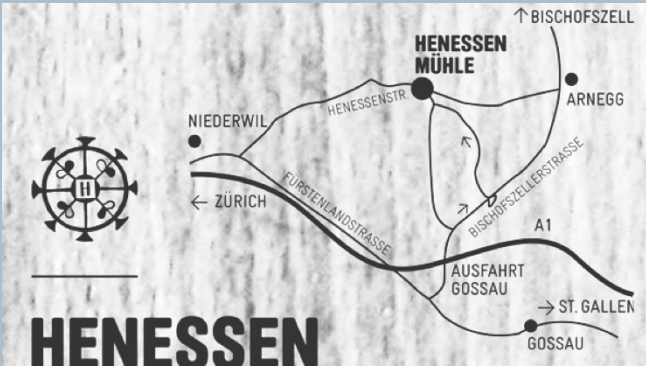 ↑ BISCHOFSZELL
HENESSEN
MÜHLE
ARNEGG
HENESSENSTR
NIEDERWIL
BISCHOFSZELLERSTRASSE
FÜRSTENLANDSTRASSE
← ZÜRICH
H
A1
AUSFAHRT
GOSSAU
→ ST. GALLEN
GOSSAU
HENESSEN